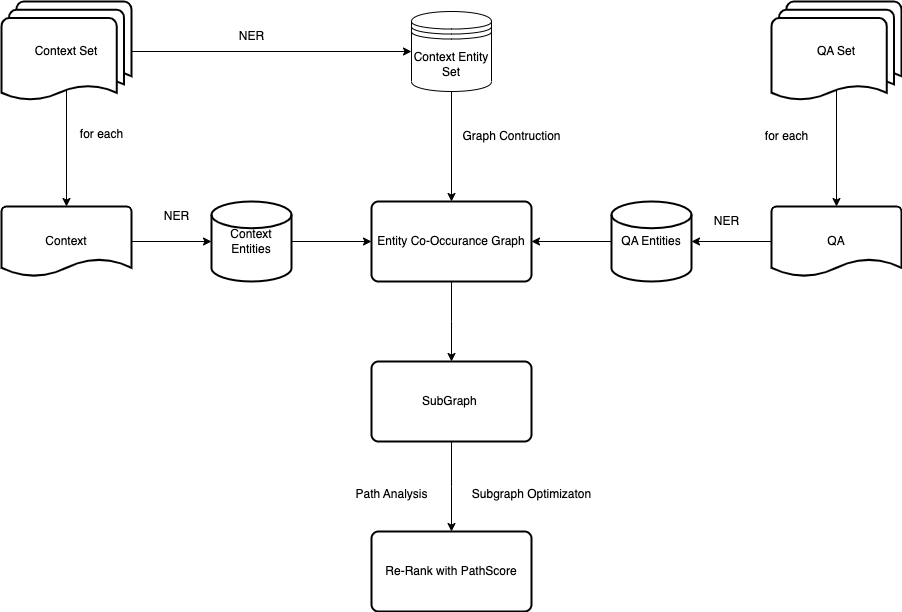 Context Set
NER
Context Entity
Set
QA Set
for each
Graph Contruction
for each
Context
NER
Context
Entities
Entity Co-Occurance Graph
QA Entities
NER
QA
SubGraph
Path Analysis
Subgraph Optimizaton
Re-Rank with PathScore